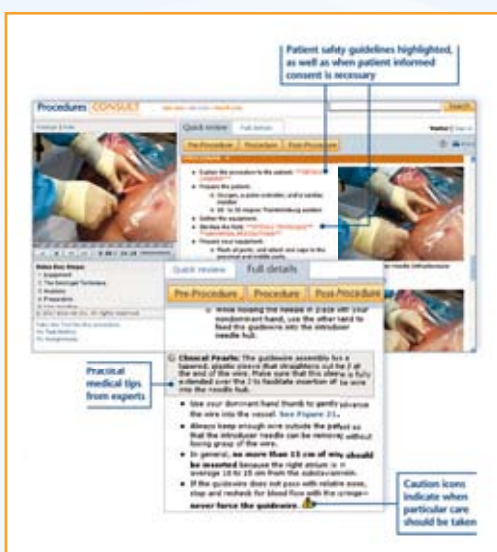 Patient safety guidelines highlighted,
as well as when patient informed
consent is necessary
Procedures CONSULT
Search
Quick review Full details
Pre-Procedure Procedure Post-Procedure
Explain the procedure to the patient.
Prepare the patient:
Oxygen, a pulse oximeter, and a cardiac
monitor
Gather the equipment.
Prepare your equipment:
Video Key Steps:
Equipment
The Seldinger Technique
Anatomy
Preparation
Quick review Full details
Pre-Procedure Procedure Post-Procedure
While holding the needle in place with your
nondominant hand, use the other hand to
feed the guidewire into the introducer
needle hub.
Practical
medical tips
from experts
Clinical Pearls: The guidewire assembly has a
tapered, plastic sleeve that straightens out the J at
the end of the wire. Make sure that this sleeve is fully
extended over the J to facilitate insertion of the wire
into the needle hub.
Use your dominant hand thumb to gently advance
the wire into the vessel. See Figure 21.
Always keep enough wire outside the patient so
that the introducer needle can be removed without
losing grasp of the wire.
In general, no more than 15 cm of wire should
be inserted because the right atrium is
average 10 to 15 cm from the
If the guidewire does not pass with relative ease,
stop and recheck for blood flow with the syringe—
never force the guidewire.
Caution icons
indicate when
particular care
should be taken